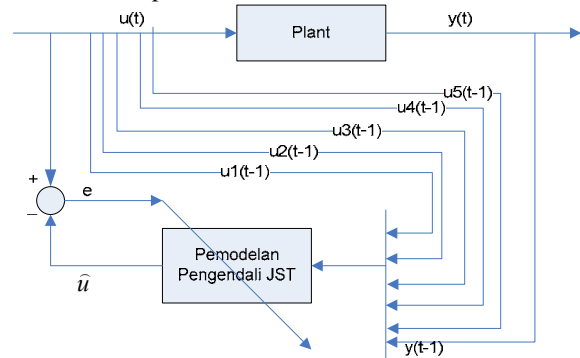 u(t)
Plant
y(t)
u5(t-1)
u4(t-1)
u3(t-1)
u2(t-1)
u1(t-1)
+
e
–
Pemodelan
Pengendali JST
û
y(t-1)